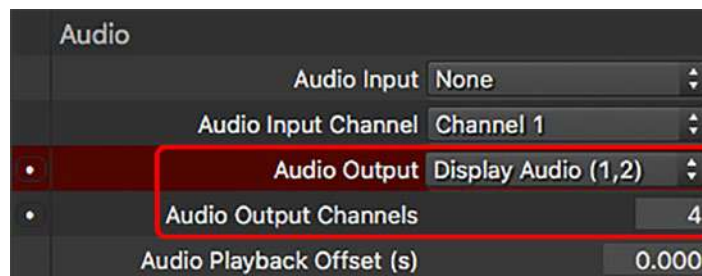 Audio
Audio Input None
Audio Input Channel Channel 1
Audio Output Display Audio (1,2)
Audio Output Channels 4
Audio Playback Offset (s) 0.000